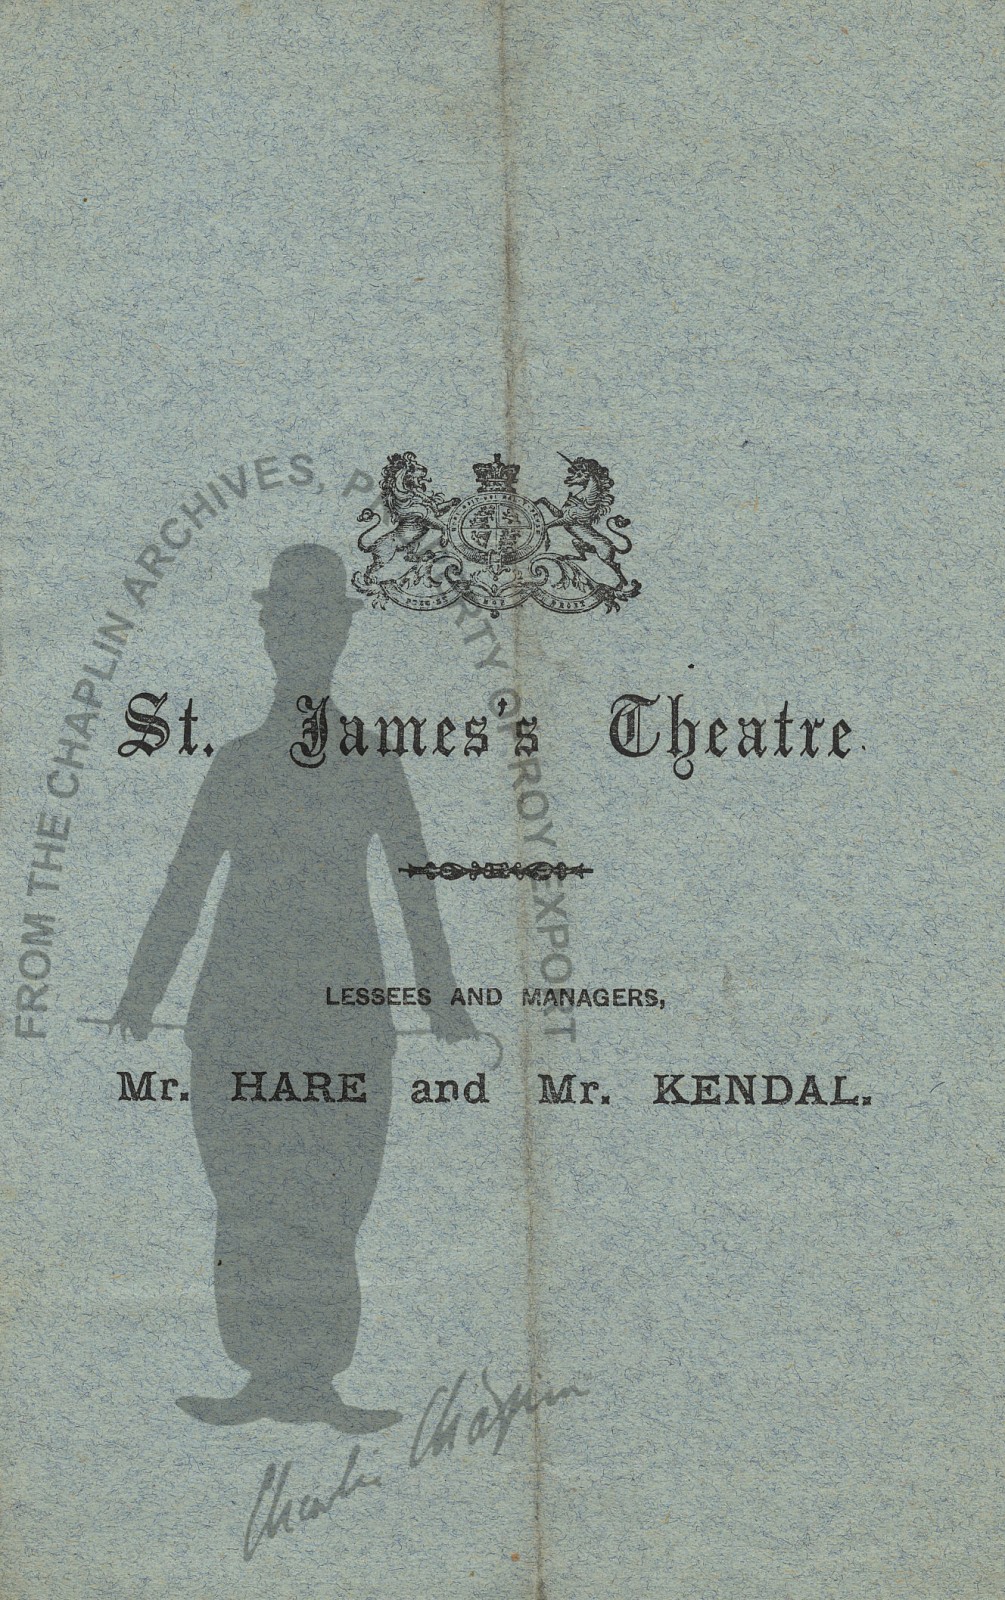 St. James's Theatre.
LESSEES AND MANAGERS,
Mr. HARE and Mr. KENDAL.
FROM THE CHAPLIN ARCHIVES, PROPERTY OF ROY EXPORT
Charlie Chaplin